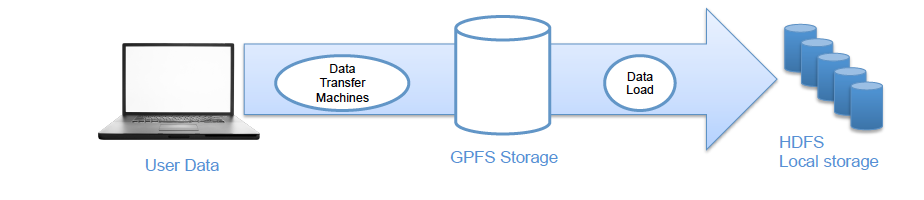 Data
Transfer
Machines
Data
Load
User Data
GPFS Storage
HDFS
Local storage